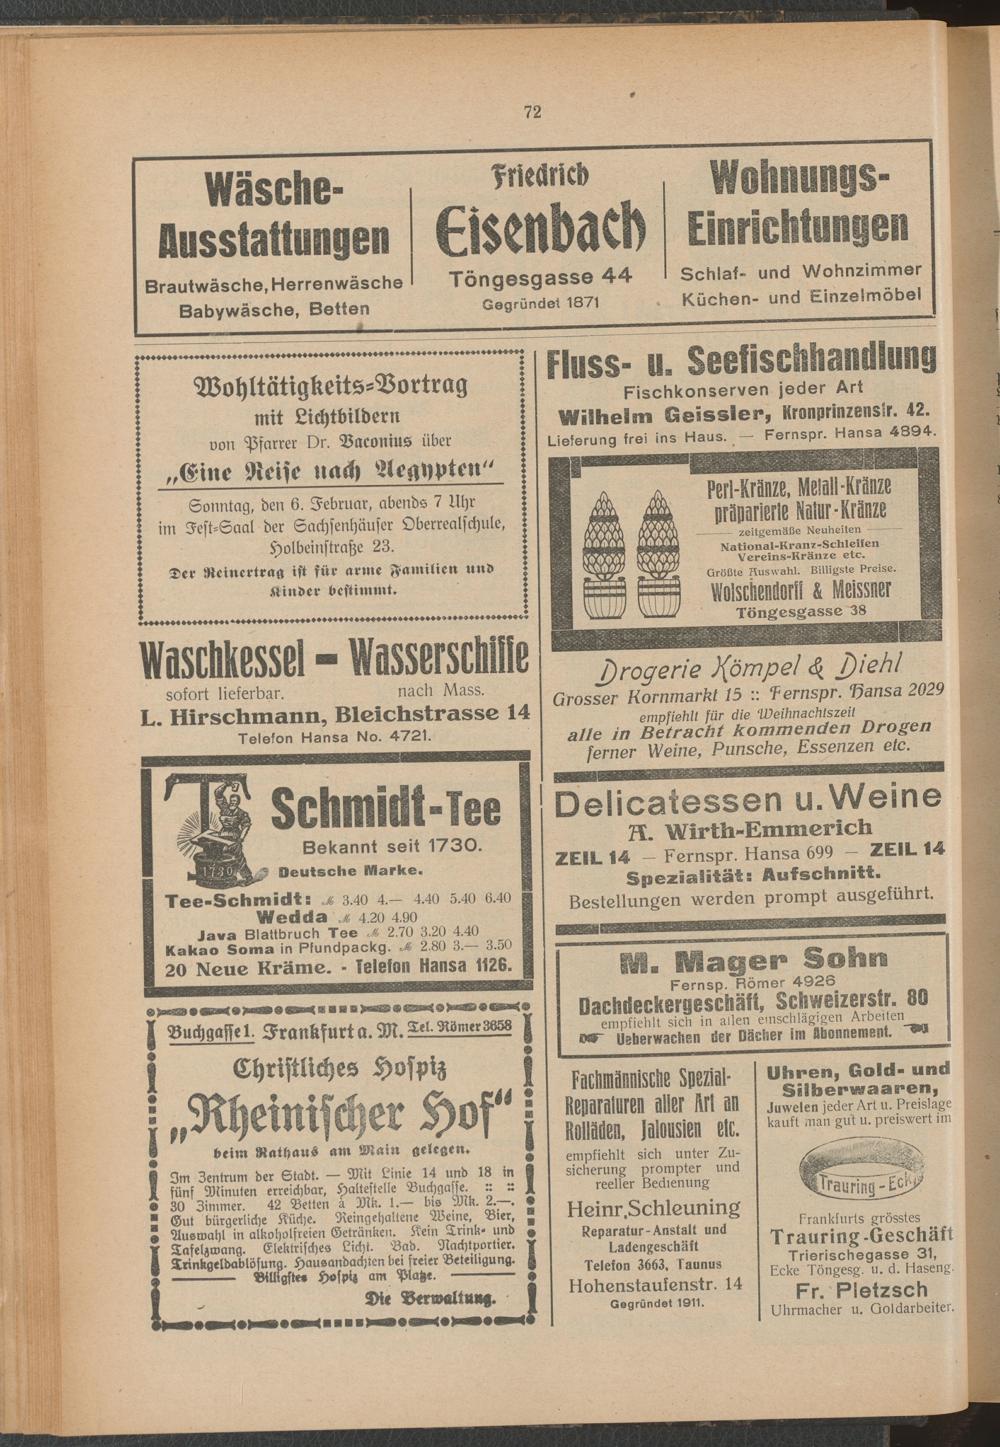 72
Wäsche-
Ausstattungen
Brautwäsche, Herrenwäsche
Babywäsche, Betten
Friedrich
Eisenbach
Töngesgasse 44
Gegründet 1871
Wohnungs-
Einrichtungen
Schlaf- und Wohnzimmer
Küchen- und Einzelmöbel
Wohltätigkeits-Vortrag
mit Lichtbildern
von Pfarrer Dr. Baconius über
„Eine Reise nach Aegypten“
Sonntag, den 6. Februar, abends 7 Uhr
im Fest-Saal der Sachsenhäuser Oberrealschule,
Holbeinstraße 23.
Der Reinertrag ist für arme Familien und
Kinder bestimmt.
Waschkessel - Wasserschiffe
sofort lieferbar. nach Mass.
L. Hirschmann, Bleichstrasse 14
Telefon Hansa No. 4721.
T
1730
Schmidt-Tee
Bekannt seit 1730.
Deutsche Marke.
Tee-Schmidt: ℳ 3.40 4.— 4.40 5.40 6.40
Wedda ℳ 4.20 4.90
Java Blattbruch Tee ℳ 2.70 3.20 4.40
Kakao Soma in Pfundpackg. ℳ 2.80 3.— 3.50
20 Neue Kräme. - Telefon Hansa 1126.
Buchgasse 1. Frankfurt a. M. Tel. Römer 3658
Christliches Hospiz
„Rheinischer Hof“
beim Rathaus am Main gelegen.
Im Zentrum der Stadt. — Mit Linie 14 und 18 in
fünf Minuten erreichbar, Haltestelle Buchgasse. :: ::
30 Zimmer. 42 Betten à Mk. 1.— bis Mk. 2.—.
Gut bürgerliche Küche. Reingehaltene Weine, Bier,
Auswahl in alkoholfreien Getränken. Kein Trink- und
Tafelzwang. Elektrisches Licht. Bad. Nachtportier.
Trinkgeldablösung. Hausandachten bei freier Beteiligung.
Billigstes Hospiz am Platze.
Die Verwaltung.
Fluss- u. Seefischhandlung
Fischkonserven jeder Art
Wilhelm Geissler, Kronprinzenstr. 42.
Lieferung frei ins Haus. — Fernspr. Hansa 4894.
Perl-Kränze, Metall-Kränze
präparierte Natur-Kränze
zeitgemäße Neuheiten
National-Kranz-Schleifen
Vereins-Kränze etc.
Größte Auswahl. Billigste Preise.
Wolschendorff & Meissner
Töngesgasse 38
Drogerie Kömpel & Diehl
Grosser Kornmarkt 15 :: Fernspr. Hansa 2029
empfiehlt für die Weihnachtszeit
alle in Betracht kommenden Drogen
ferner Weine, Punsche, Essenzen etc.
Delicatessen u. Weine
A. Wirth-Emmerich
ZEIL 14 — Fernspr. Hansa 699 — ZEIL 14
Spezialität: Aufschnitt.
Bestellungen werden prompt ausgeführt.
M. Mager Sohn
Fernsp. Römer 4926
Dachdeckergeschäft, Schweizerstr. 80
empfiehlt sich in allen einschlägigen Arbeiten
Ueberwachen der Dächer im Abonnement.
Fachmännische Spezial-
Reparaturen aller Art an
Rolläden, Jalousien etc.
empfiehlt sich unter Zu-
sicherung prompter und
reeller Bedienung
Heinr. Schleuning
Reparatur-Anstalt und
Ladengeschäft
Telefon 3663, Taunus
Hohenstaufenstr. 14
Gegründet 1911.
Uhren, Gold- und
Silberwaaren,
Juwelen jeder Art u. Preislage
kauft man gut u. preiswert im
Trauring-Eck
Frankfurts grösstes
Trauring-Geschäft
Trierischegasse 31,
Ecke Töngesg. u. d. Haseng.
Fr. Pletzsch
Uhrmacher u. Goldarbeiter.